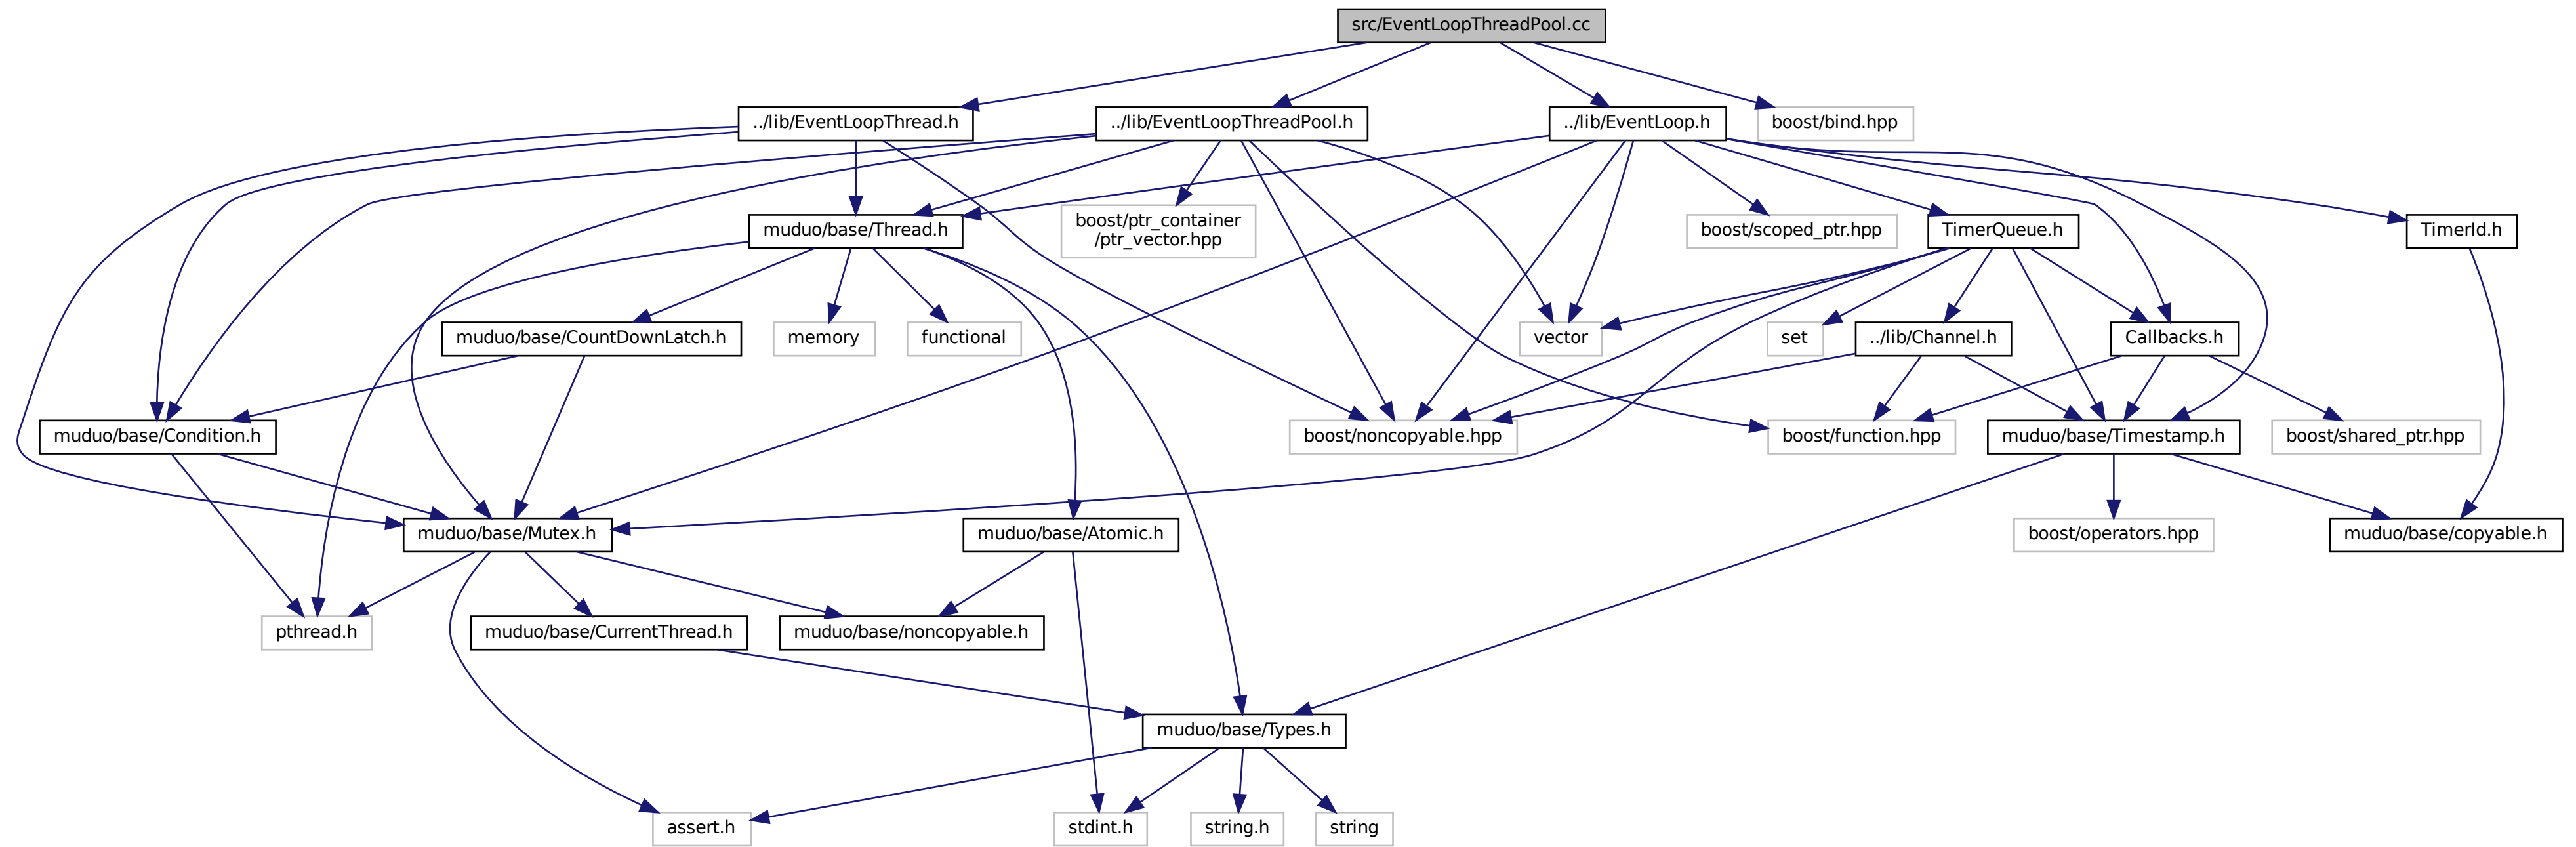 src/EventLoopThreadPool.cc
../lib/EventLoopThread.h
../lib/EventLoopThreadPool.h
../lib/EventLoop.h
boost/bind.hpp
muduo/base/Thread.h
boost/ptr_container
/ptr_vector.hpp
boost/scoped_ptr.hpp
TimerQueue.h
TimerId.h
muduo/base/CountDownLatch.h
memory
functional
vector
set
../lib/Channel.h
Callbacks.h
muduo/base/Condition.h
boost/noncopyable.hpp
boost/function.hpp
muduo/base/Timestamp.h
boost/shared_ptr.hpp
muduo/base/Mutex.h
muduo/base/Atomic.h
boost/operators.hpp
muduo/base/copyable.h
pthread.h
muduo/base/CurrentThread.h
muduo/base/noncopyable.h
muduo/base/Types.h
assert.h
stdint.h
string.h
string